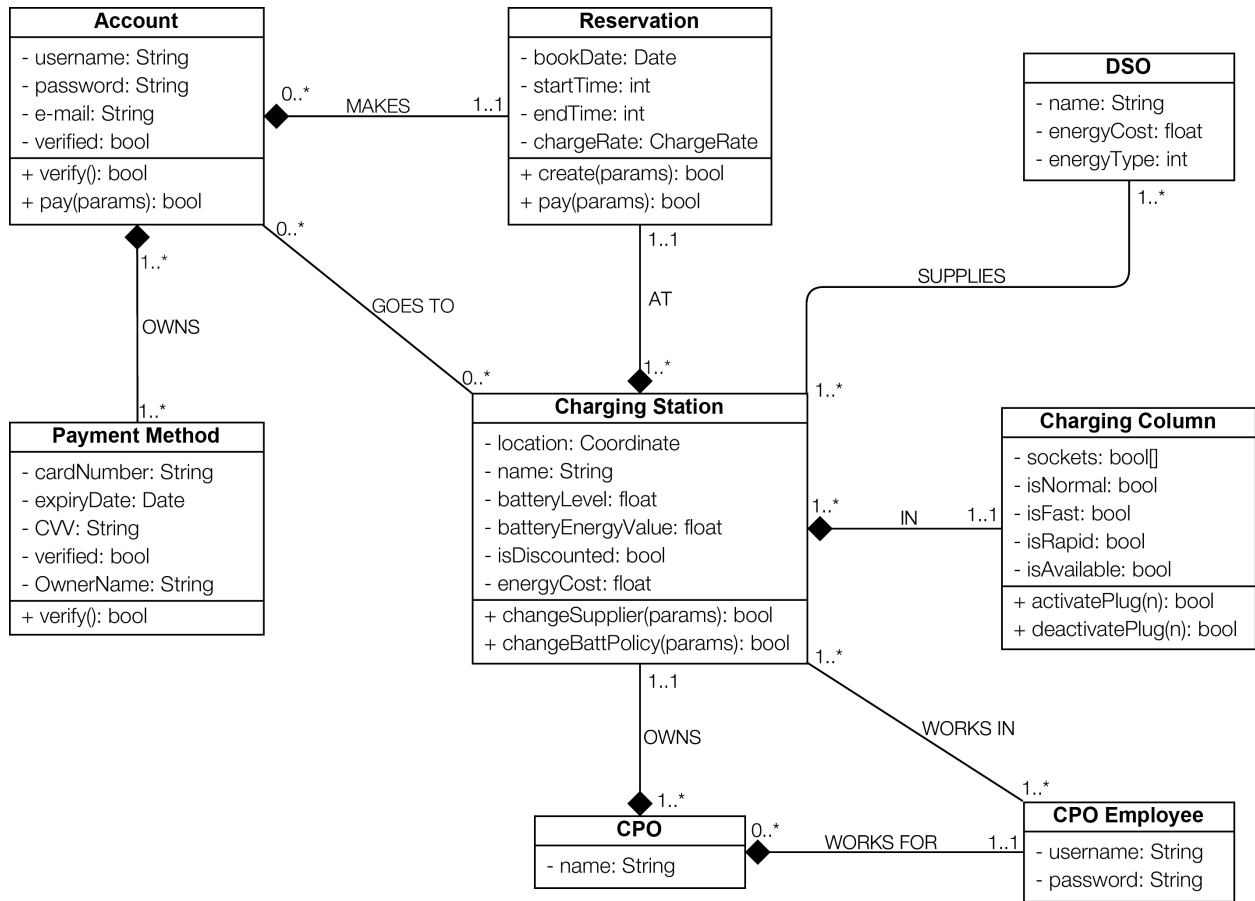 Account
- username: String
- password: String
- e-mail: String
- verified: bool
+ verify(): bool
+ pay(params): bool
0..*
MAKES
1..1
Reservation
- bookDate: Date
- startTime: int
- endTime: int
- chargeRate: ChargeRate
+ create(params): bool
+ pay(params): bool
DSO
- name: String
- energyCost: float
- energyType: int
1..*
SUPPLIES
1..*
1..1
AT
1..*
0..*
GOES TO
0..*
1..*
OWNS
1..*
Payment Method
- cardNumber: String
- expiryDate: Date
- CVV: String
- verified: bool
- OwnerName: String
+ verify(): bool
Charging Station
- location: Coordinate
- name: String
- batteryLevel: float
- batteryEnergyValue: float
- isDiscounted: bool
- energyCost: float
+ changeSupplier(params): bool
+ changeBattPolicy(params): bool
1..*
IN
1..1
Charging Column
- sockets: bool[]
- isNormal: bool
- isFast: bool
- isRapid: bool
- isAvailable: bool
+ activatePlug(n): bool
+ deactivatePlug(n): bool
1..1
OWNS
1..*
1..*
WORKS IN
1..*
CPO
- name: String
0..*
WORKS FOR
1..1
CPO Employee
- username: String
- password: String